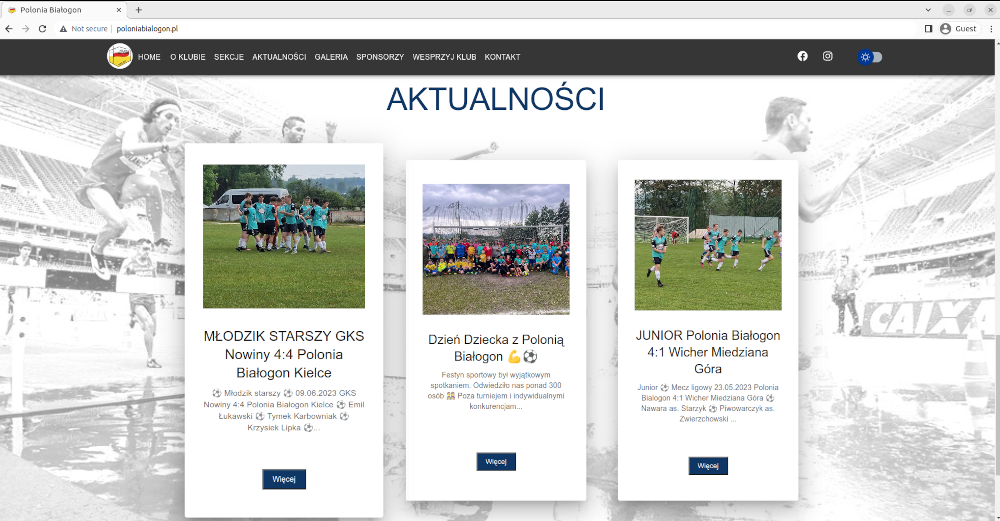 Polonia Białogon
Not secure
poloniabialogon.pl
Guest
HOME O KLUBIE SEKCJE AKTUALNOŚCI GALERIA SPONSORZY WESPRZYJ KLUB KONTAKT
AKTUALNOŚCI
MŁODZIK STARSZY GKS
Nowiny 4:4 Polonia
Białogon Kielce
⚽ Młodzik starszy ⚽ 09.06.2023 GKS
Nowiny 4:4 Polonia Białogon Kielce ⚽ Emil
Łukawski ⚽ Tymek Karbowniak ⚽
Krzysiek Lipka ⚽...
Więcej
Dzień Dziecka z Polonią
Białogon 💪⚽
Festyn sportowy był wyjątkowym
spotkaniem. Odwiedziło nas ponad 300
osób 👯 Poza turniejem i indywidualnymi
konkurencjam...
Więcej
JUNIOR Polonia Białogon
4:1 Wicher Miedziana
Góra
Junior ⚽ Mecz ligowy 23.05.2023 Polonia
Białogon 4:1 Wicher Miedziana Góra ⚽
Nawara as. Starzyk ⚽ Piwowarczyk as.
Zwierzchowski ...
Więcej
CAIXA